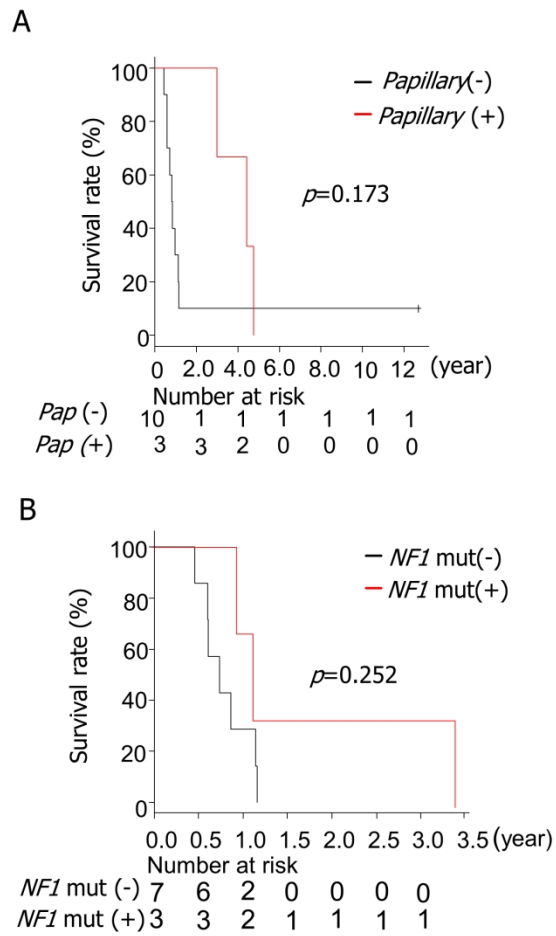 A
100
80
60
40
20
0
Survival rate (%)
Papillary(-)
Papillary (+)
p=0.173
0 2.0 4.0 6.0 8.0 10 12 (year)
Number at risk
Pap (-) 10 1 1 1 1 1 1
Pap (+) 3 3 2 0 0 0 0
B
100
80
60
40
20
0
Survival rate (%)
NF1 mut(-)
NF1 mut(+)
p=0.252
0.0 0.5 1.0 1.5 2.0 2.5 3.0 3.5 (year)
Number at risk
NF1 mut (-) 7 6 2 0 0 0 0
NF1 mut (+) 3 3 2 1 1 1 1